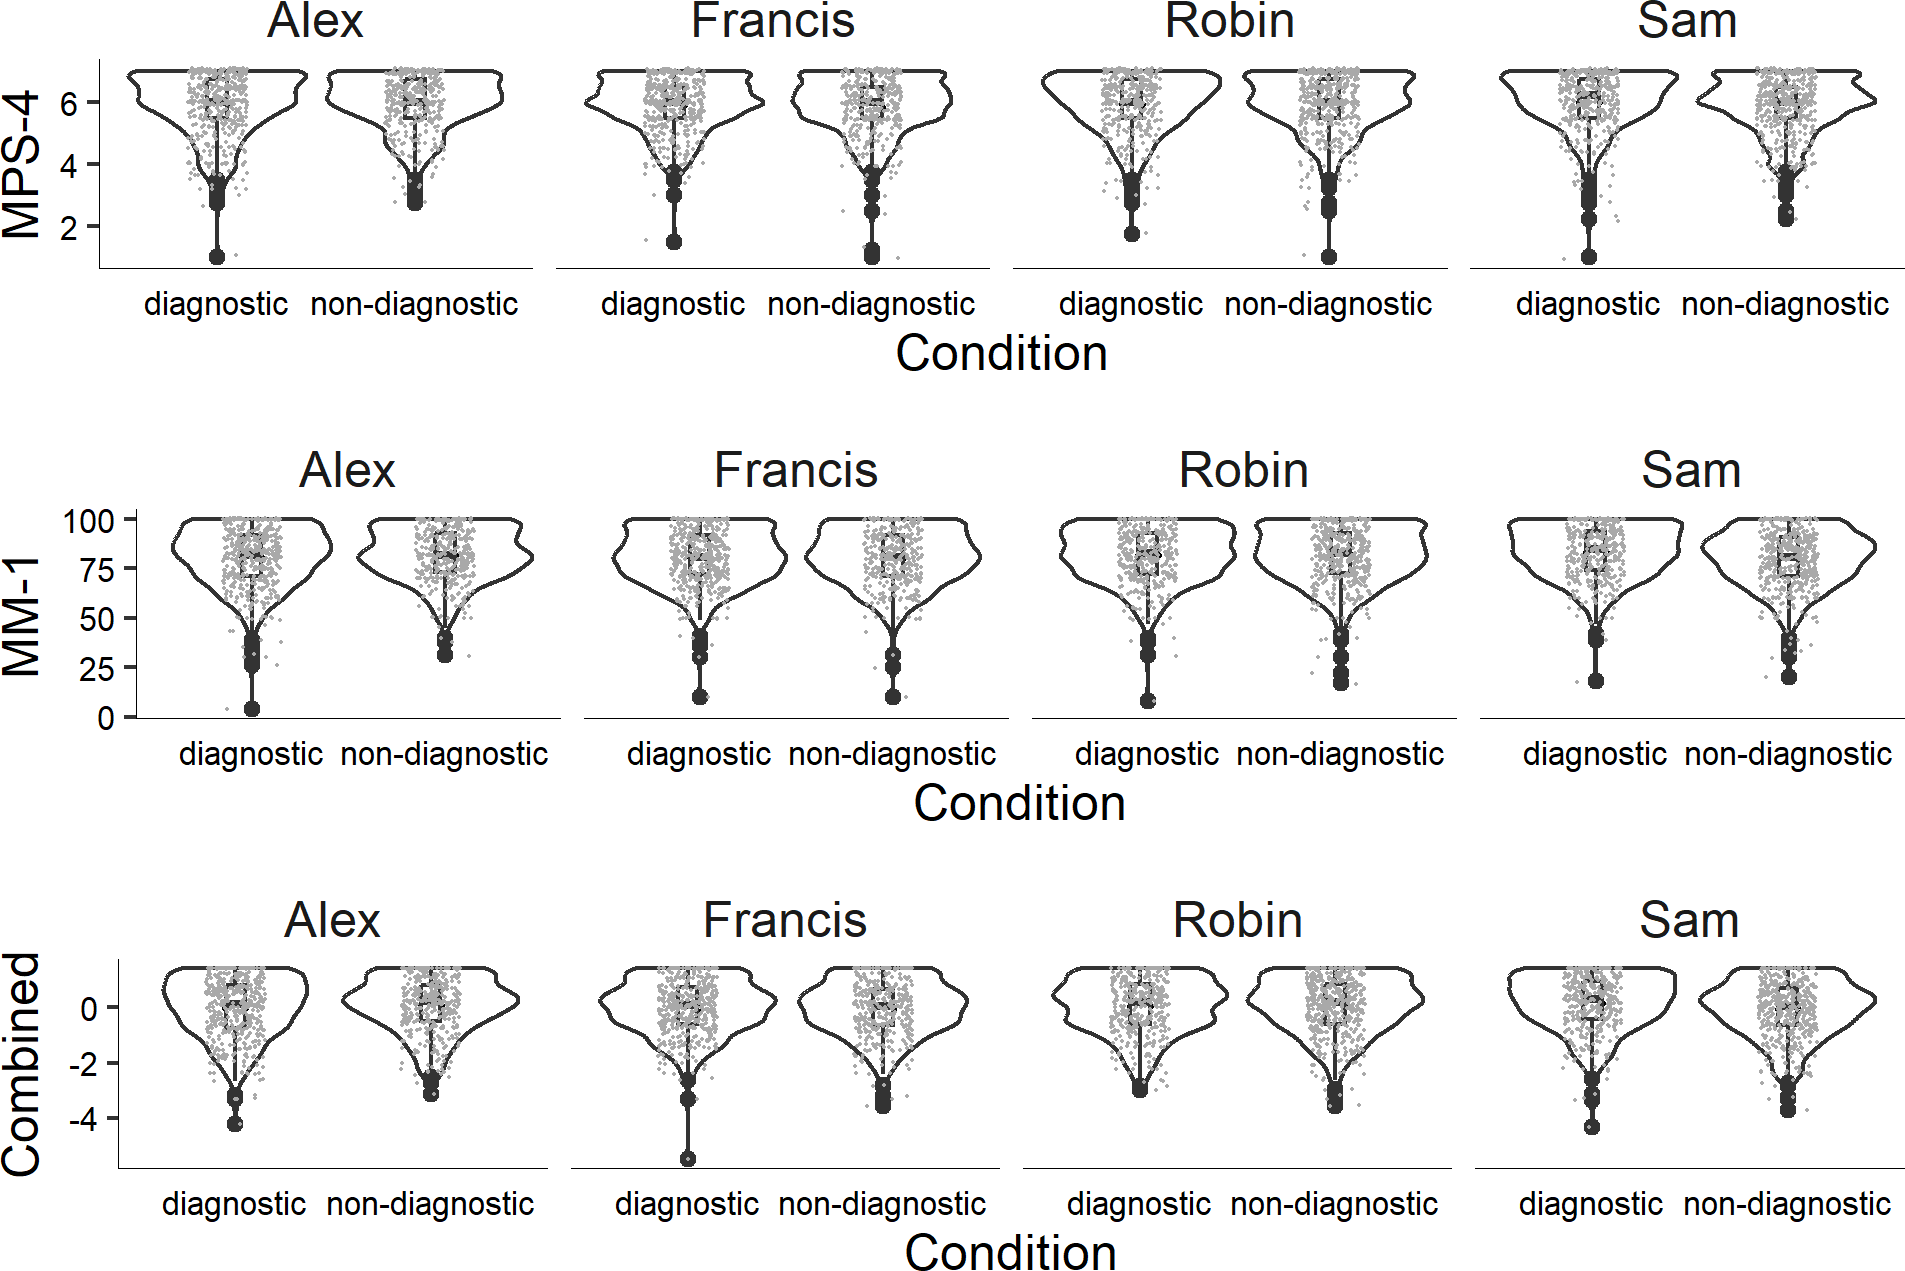 Alex Francis Robin Sam
MPS-4
6
4
2
diagnostic non-diagnostic diagnostic non-diagnostic diagnostic non-diagnostic diagnostic non-diagnostic
Condition
Alex Francis Robin Sam
MM-1
100
75
50
25
0
diagnostic non-diagnostic diagnostic non-diagnostic diagnostic non-diagnostic diagnostic non-diagnostic
Condition
Alex Francis Robin Sam
Combined
0
-2
-4
diagnostic non-diagnostic diagnostic non-diagnostic diagnostic non-diagnostic diagnostic non-diagnostic
Condition